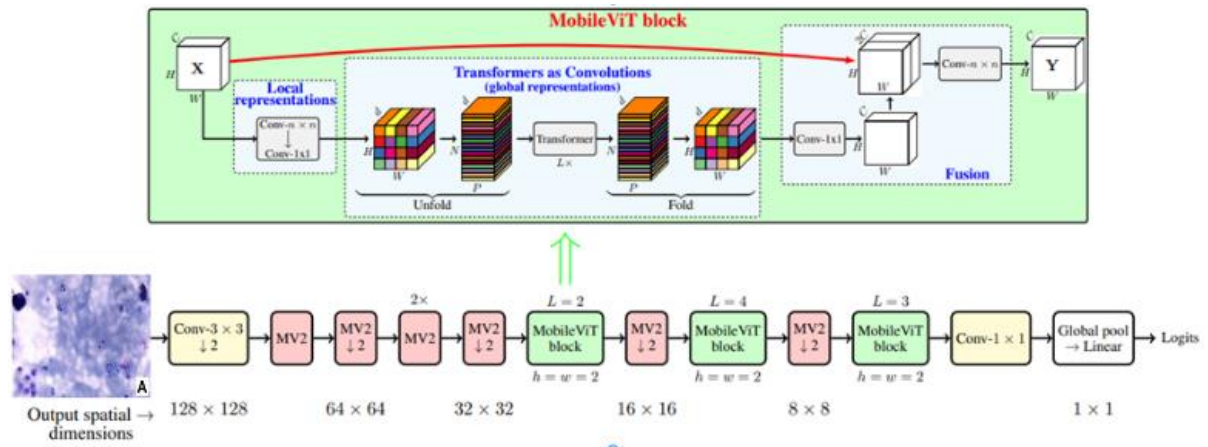 MobileViT block
C
H
X
W
Local
representations
Conv-n × n
↓
Conv-1x1
Transformers as Convolutions
(global representations)
d
H
W
N
P
Unfold
Transformer
L×
d
N
P
H
W
Fold
Conv-1x1
C
H
W
H
W
Conv-n × n
Fusion
C
H
Y
W
2×
L = 2
L = 4
L = 3
Conv-3 × 3
↓ 2
MV2
MV2
↓ 2
MV2
MV2
↓ 2
MobileViT
block
MV2
↓ 2
MobileViT
block
MV2
↓ 2
MobileViT
block
Conv-1 × 1
Global pool
→ Linear
Logits
A
h = w = 2
h = w = 2
h = w = 2
Output spatial →
dimensions
128 × 128
64 × 64
32 × 32
16 × 16
8 × 8
1 × 1